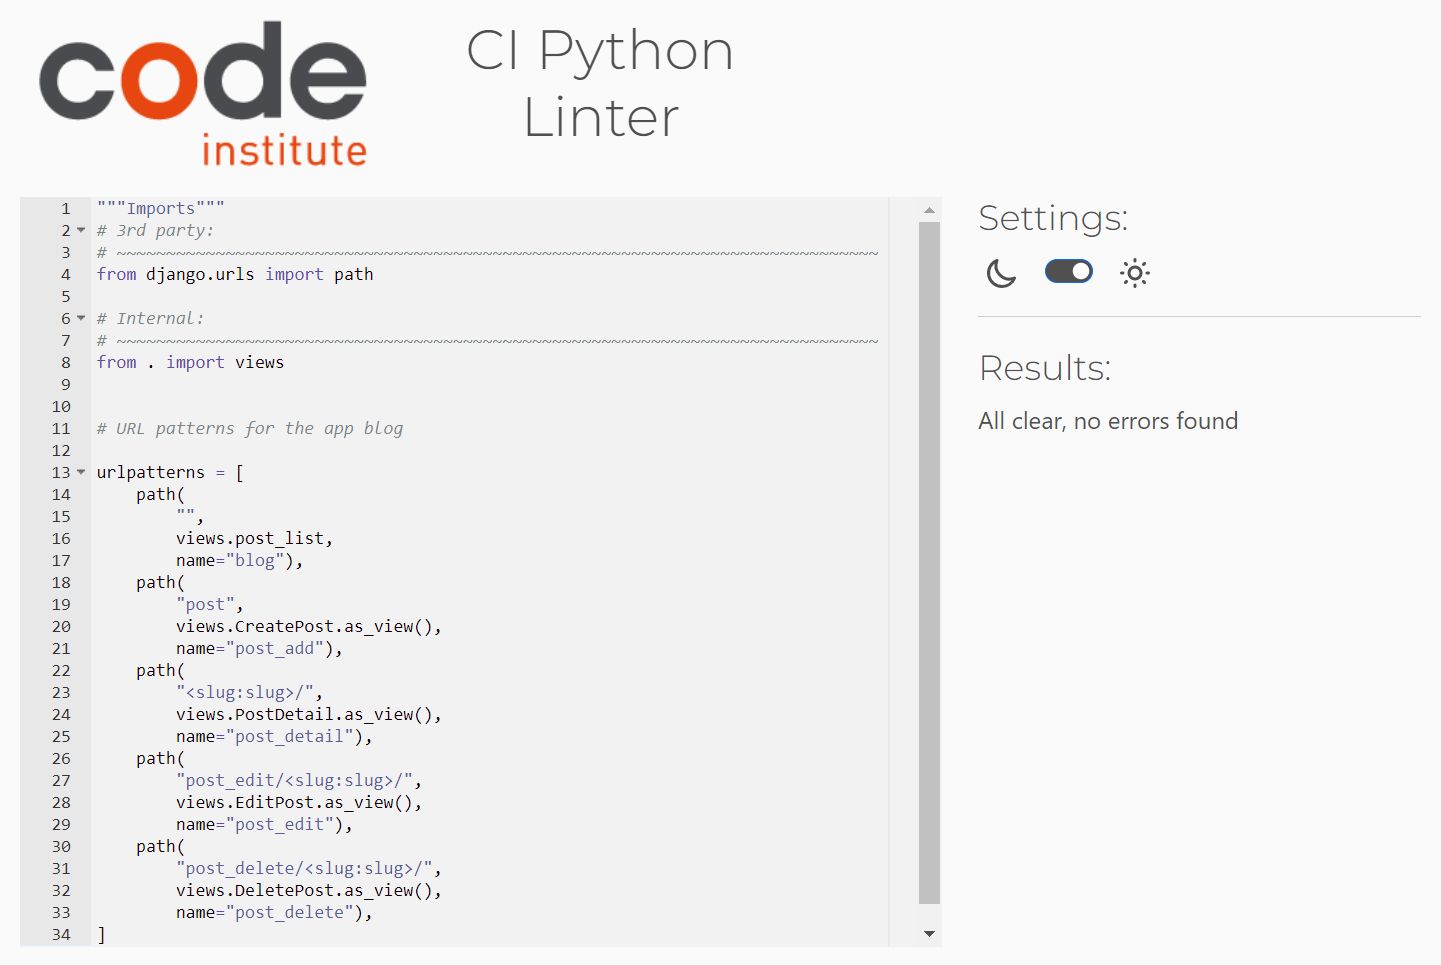 code
institute
CI Python
Linter
1 """Imports"""
2 # 3rd party:
3 # ~~~~~~~~~~~~~~~~~~~~~~~~~~~~~~~~~~~~~~~~~~~~~~~~~~~~~~~~~~~~~~~~~~~~~~~~~~~~~
4 from django.urls import path
5
6 # Internal:
7 # ~~~~~~~~~~~~~~~~~~~~~~~~~~~~~~~~~~~~~~~~~~~~~~~~~~~~~~~~~~~~~~~~~~~~~~~~~~~~~
8 from . import views
9
10
11 # URL patterns for the app blog
12
13 urlpatterns = [
14     path(
15         "",
16         views.post_list,
17         name="blog"),
18     path(
19         "post",
20         views.CreatePost.as_view(),
21         name="post_add"),
22     path(
23         "<slug:slug>/",
24         views.PostDetail.as_view(),
25         name="post_detail"),
26     path(
27         "post_edit/<slug:slug>/",
28         views.EditPost.as_view(),
29         name="post_edit"),
30     path(
31         "post_delete/<slug:slug>/",
32         views.DeletePost.as_view(),
33         name="post_delete"),
34 ]
Settings:
Results:
All clear, no errors found